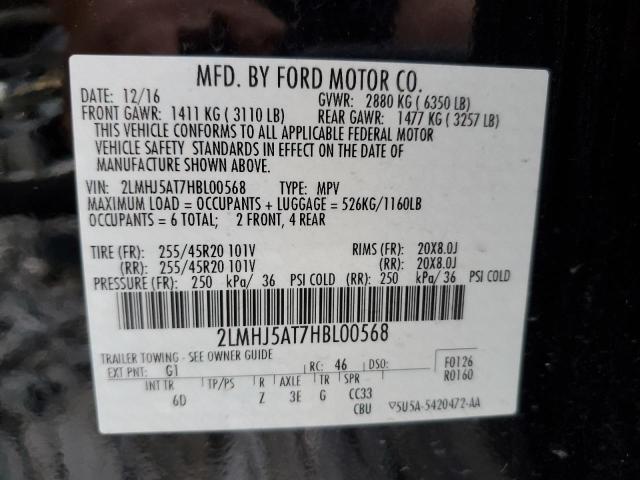 MFD. BY FORD MOTOR CO.
DATE: 12/16 GVWR: 2880 KG ( 6350 LB)
FRONT GAWR: 1411 KG ( 3110 LB) REAR GAWR: 1477 KG ( 3257 LB)
THIS VEHICLE CONFORMS TO ALL APPLICABLE FEDERAL MOTOR
VEHICLE SAFETY STANDARDS IN EFFECT ON THE DATE OF
MANUFACTURE SHOWN ABOVE.
VIN: 2LMHJ5AT7HBL00568 TYPE: MPV
MAXIMUM LOAD = OCCUPANTS + LUGGAGE = 526KG/1160LB
OCCUPANTS = 6 TOTAL; 2 FRONT, 4 REAR
TIRE (FR): 255/45R20 101V RIMS (FR): 20X8.0J
(RR): 255/45R20 101V (RR): 20X8.0J
PRESSURE (FR): 250 kPa/ 36 PSI COLD (RR): 250 kPa/ 36 PSI COLD
2LMHJ5AT7HBL00568
TRAILER TOWING - SEE OWNER GUIDE
EXT PNT: G1 RC: 46 DSO: F0126
R0160
INT TR TP/PS R AXLE TR SPR
6D Z 3E G CC33
CBU ▽5U5A-5420472-AA